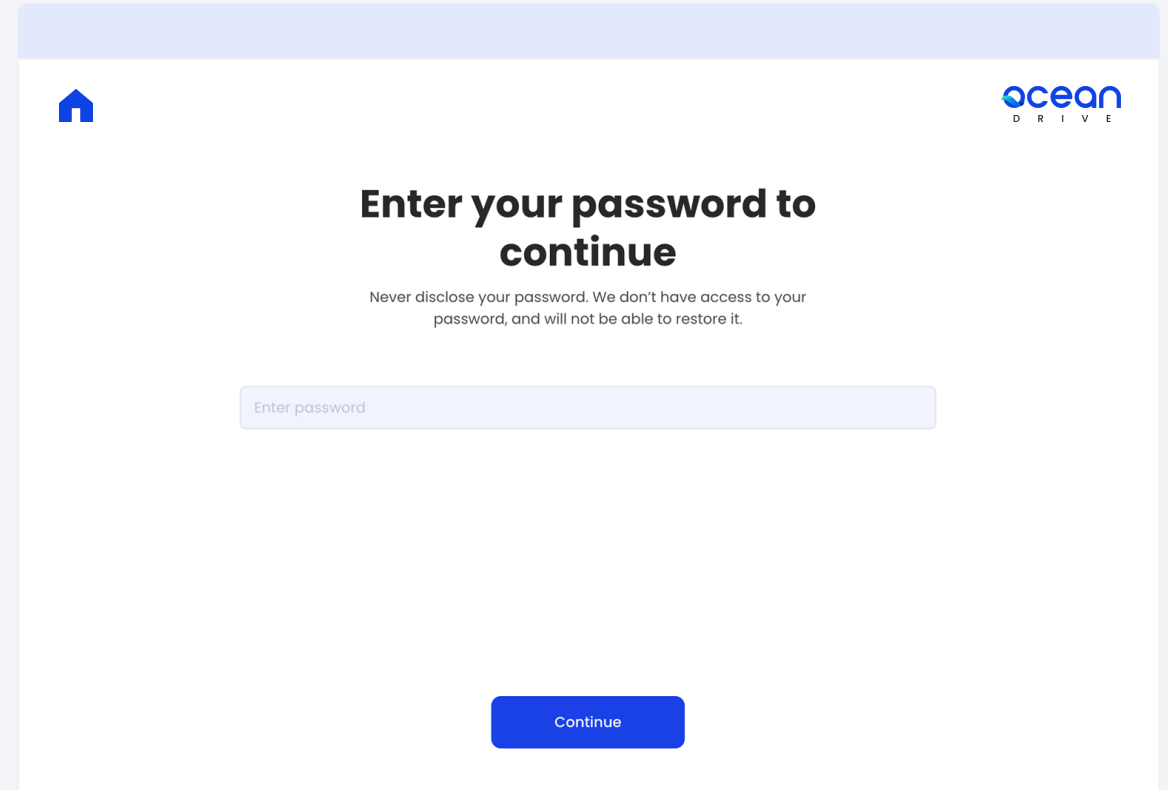 ocean
DRIVE
Enter your password to
continue
Never disclose your password. We don’t have access to your
password, and will not be able to restore it.
Enter password
Continue